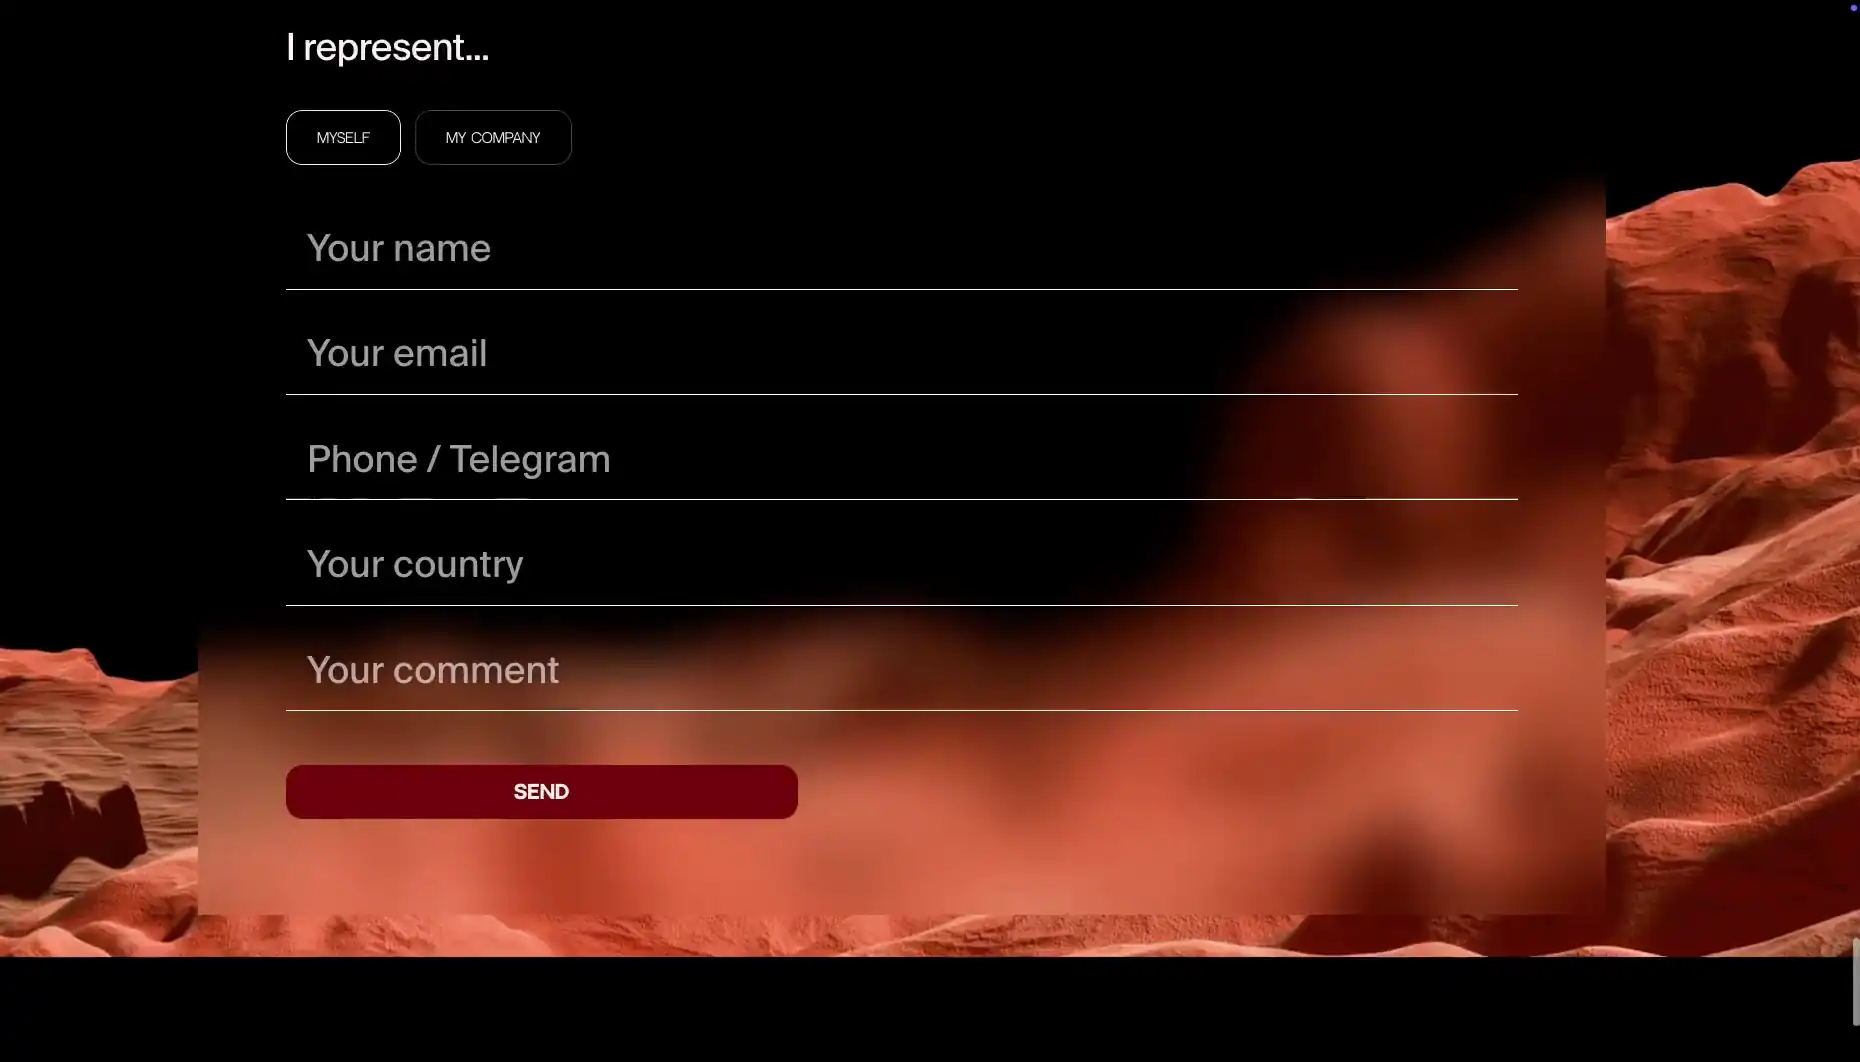 I represent...
MYSELF
MY COMPANY
Your name
Your email
Phone / Telegram
Your country
Your comment
SEND